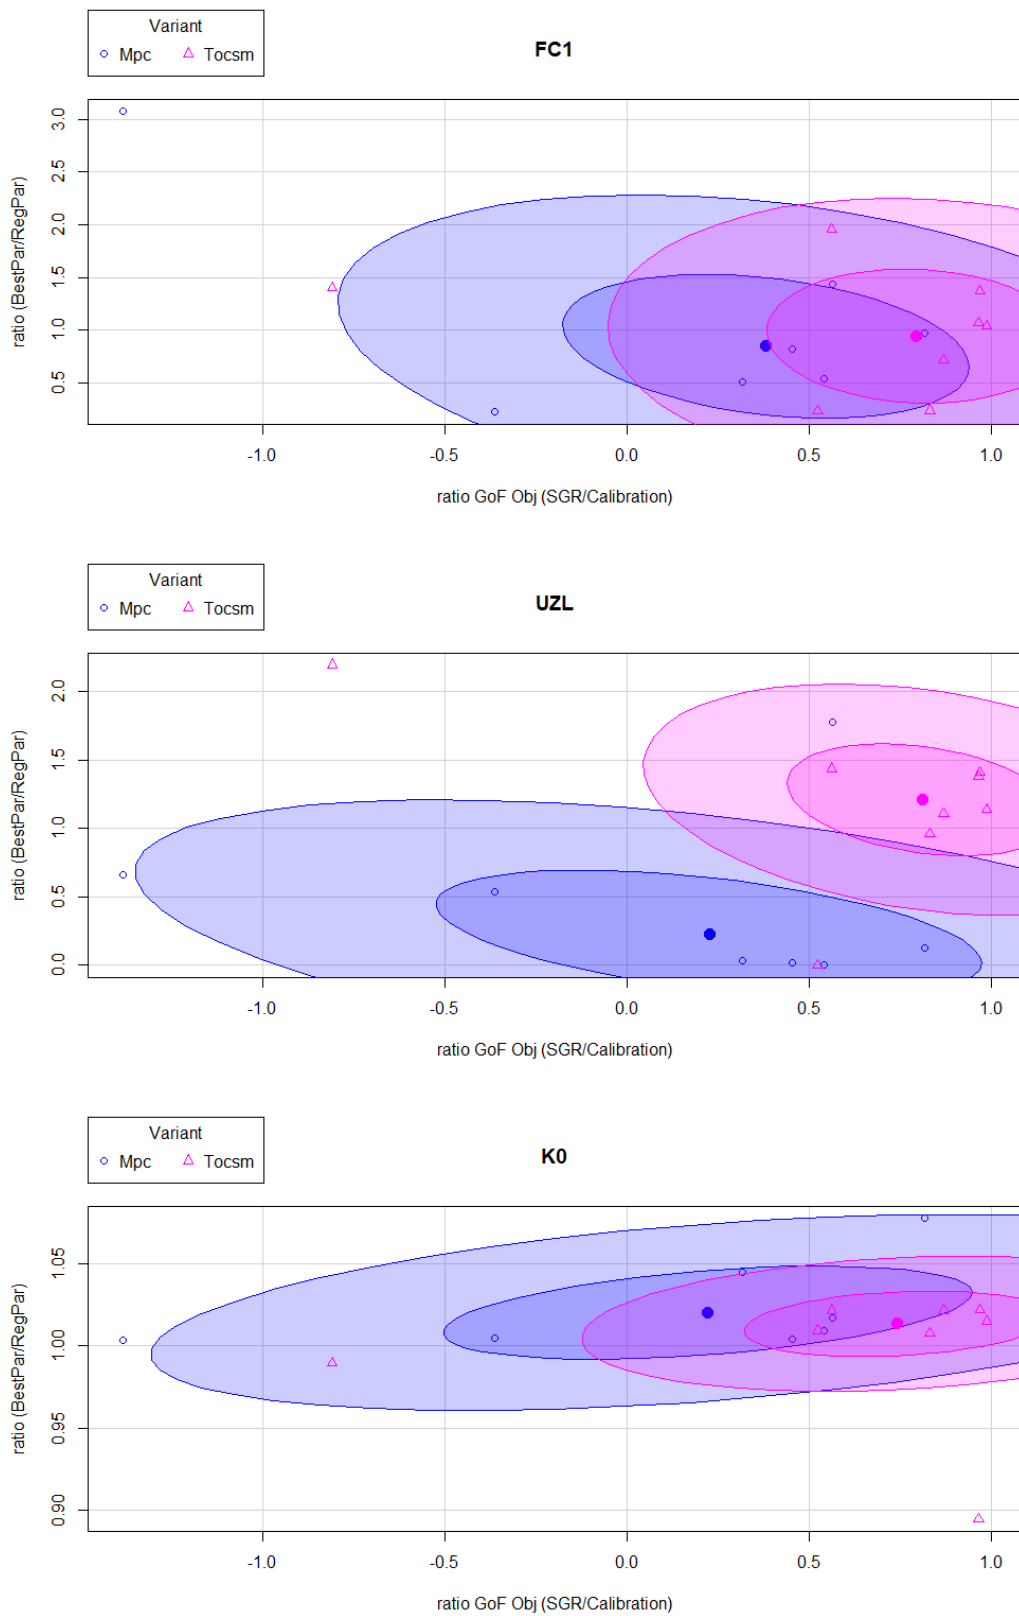 Variant
Mpc Tocsm
FC1
3.0
2.5
2.0
1.5
1.0
0.5
ratio (BestPar/RegPar)
-1.0 -0.5 0.0 0.5 1.0
ratio GoF Obj (SGR/Calibration)
Variant
Mpc Tocsm
UZL
2.0
1.5
1.0
0.5
0.0
ratio (BestPar/RegPar)
-1.0 -0.5 0.0 0.5 1.0
ratio GoF Obj (SGR/Calibration)
Variant
Mpc Tocsm
K0
1.05
1.00
0.95
0.90
ratio (BestPar/RegPar)
-1.0 -0.5 0.0 0.5 1.0
ratio GoF Obj (SGR/Calibration)